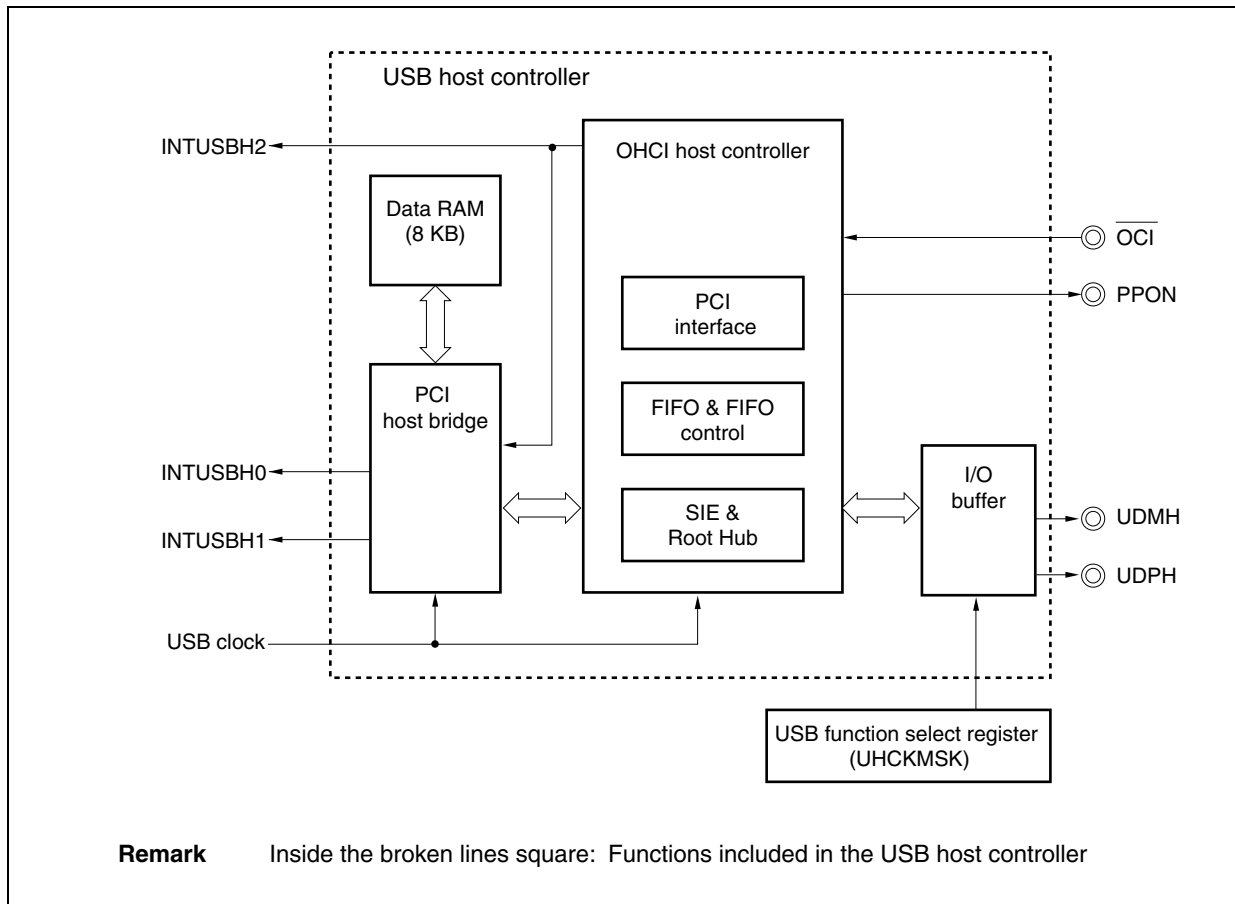 USB host controller
INTUSBH2
OHCI host controller
Data RAM
(8 KB)
OCI
PPON
PCI
interface
PCI
host bridge
FIFO & FIFO
control
INTUSBH0
I/O
buffer
SIE &
Root Hub
UDMH
INTUSBH1
UDPH
USB clock
USB function select register
(UHCKMSK)
Remark Inside the broken lines square: Functions included in the USB host controller